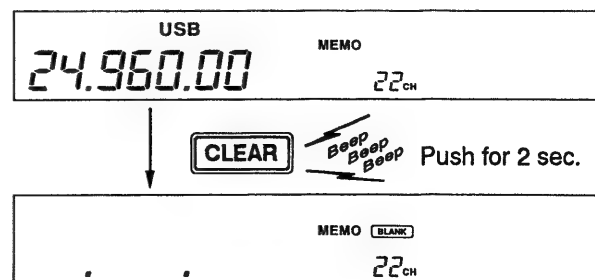 USB
MEMO
24.960.00
22CH
CLEAR
Beep
Beep
Beep
Push for 2 sec.
MEMO BLANK
22CH